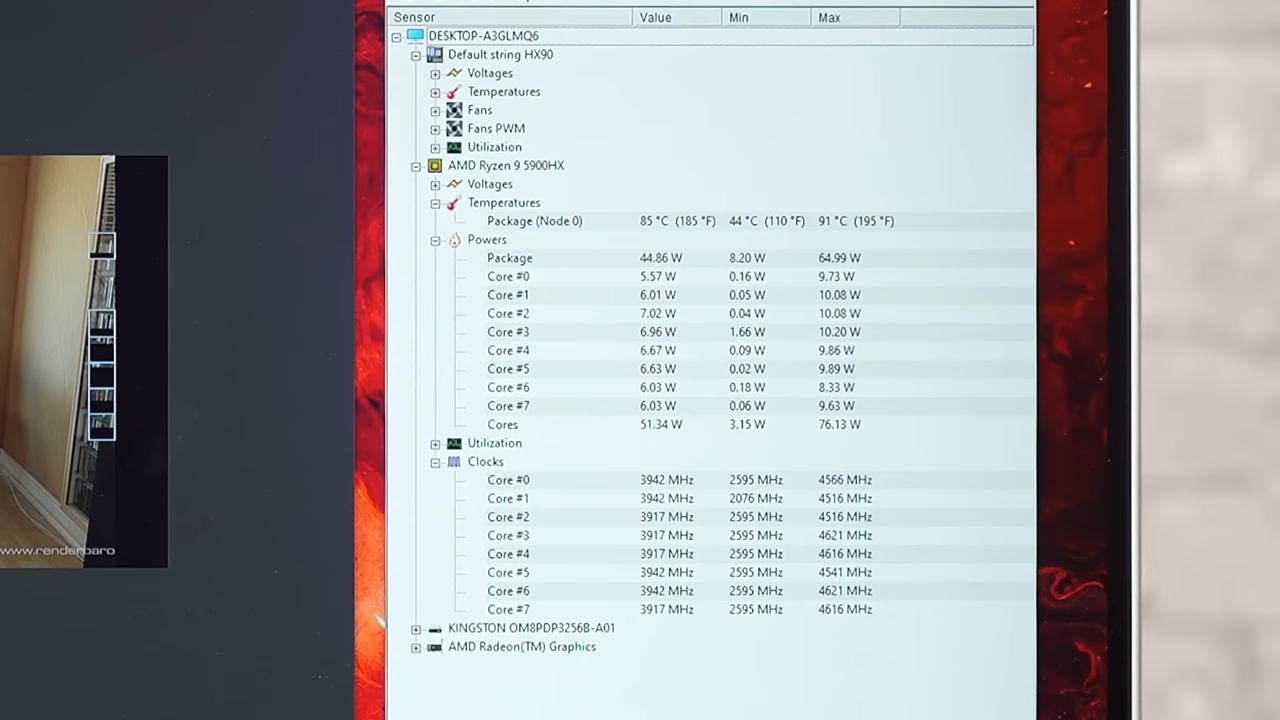 Sensor Value Min Max
DESKTOP-A3GLMQ6
Default string HX90
Voltages
Temperatures
Fans
Fans PWM
Utilization
AMD Ryzen 9 5900HX
Voltages
Temperatures
Package (Node 0) 85 °C (185 °F) 44 °C (110 °F) 91 °C (195 °F)
Powers
Package 44.86 W 8.20 W 64.99 W
Core #0 5.57 W 0.16 W 9.73 W
Core #1 6.01 W 0.05 W 10.08 W
Core #2 7.02 W 0.04 W 10.08 W
Core #3 6.96 W 1.66 W 10.20 W
Core #4 6.67 W 0.09 W 9.86 W
Core #5 6.63 W 0.02 W 9.89 W
Core #6 6.03 W 0.18 W 8.33 W
Core #7 6.03 W 0.06 W 9.63 W
Cores 51.34 W 3.15 W 76.13 W
Utilization
Clocks
Core #0 3942 MHz 2595 MHz 4566 MHz
Core #1 3942 MHz 2076 MHz 4516 MHz
Core #2 3917 MHz 2595 MHz 4516 MHz
Core #3 3917 MHz 2595 MHz 4621 MHz
Core #4 3917 MHz 2595 MHz 4616 MHz
Core #5 3942 MHz 2595 MHz 4541 MHz
Core #6 3942 MHz 2595 MHz 4621 MHz
Core #7 3917 MHz 2595 MHz 4616 MHz
KINGSTON OM8PDP3256B-A01
AMD Radeon(TM) Graphics
www.renderbaro